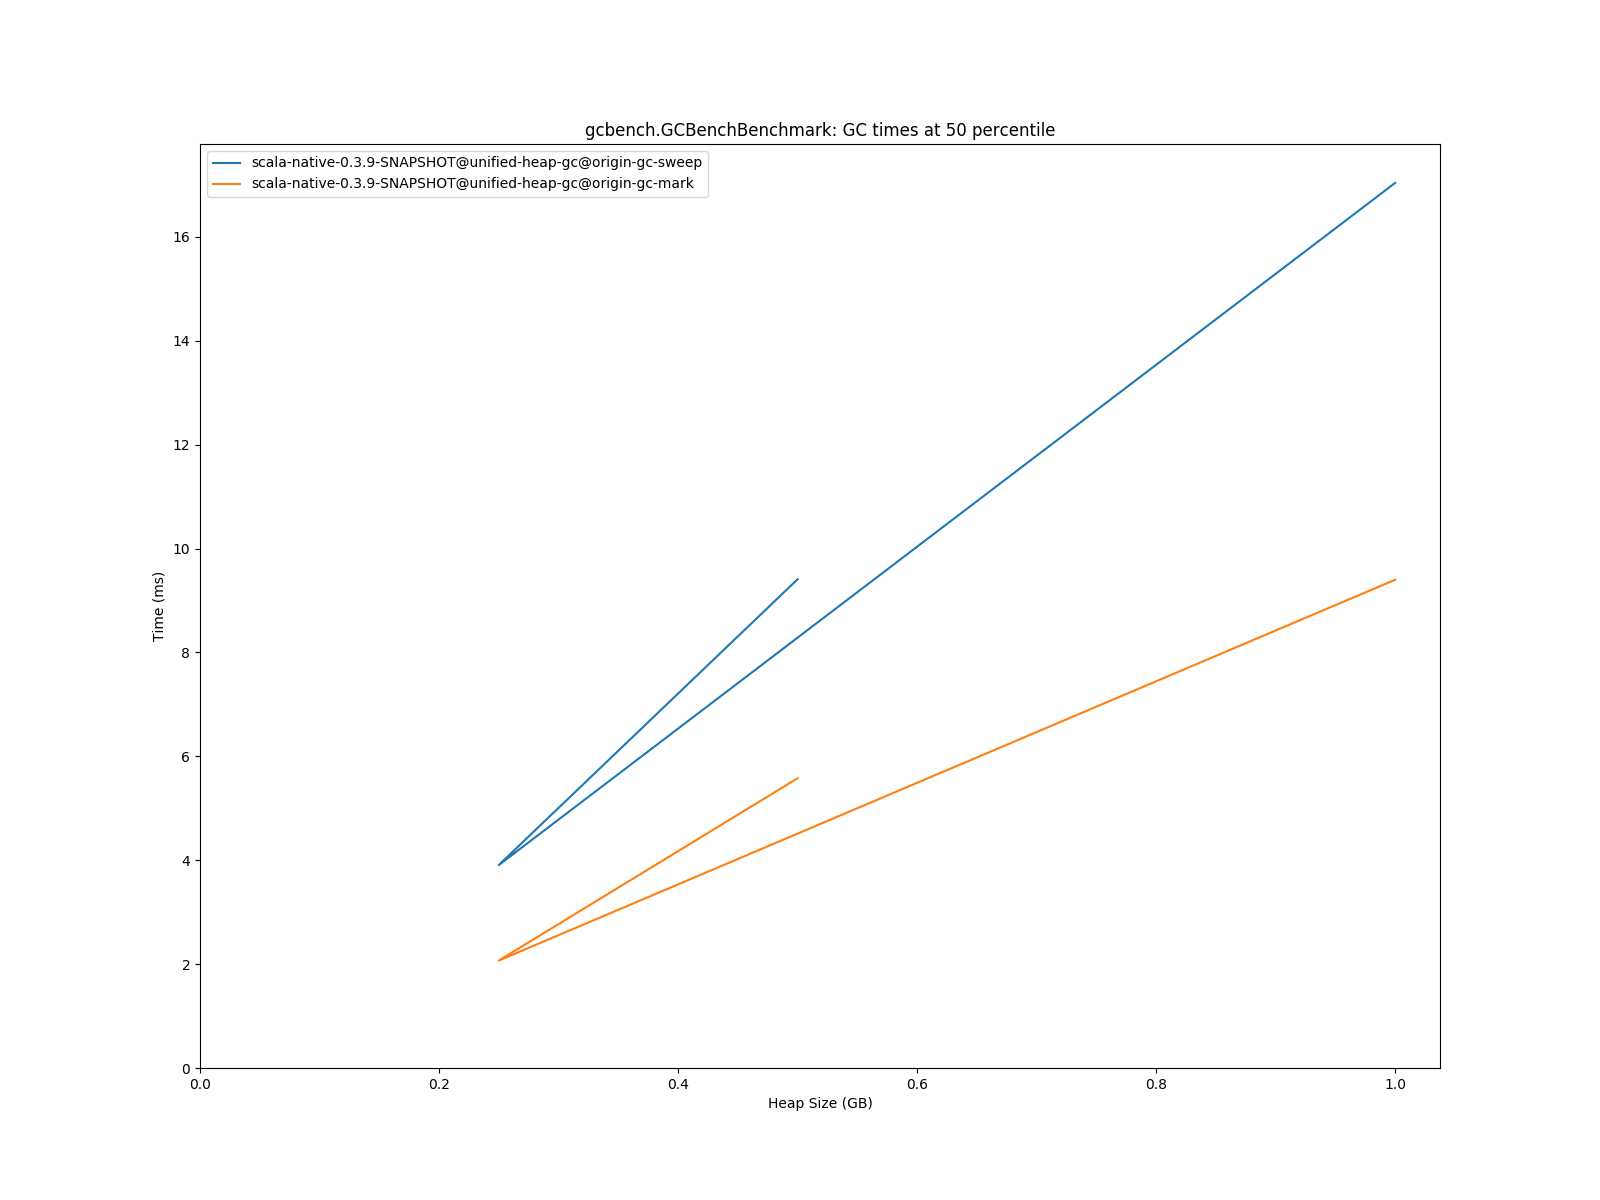 gcbench.GCBenchBenchmark: GC times at 50 percentile
scala-native-0.3.9-SNAPSHOT@unified-heap-gc@origin-gc-sweep
scala-native-0.3.9-SNAPSHOT@unified-heap-gc@origin-gc-mark
16
14
12
10
8
6
4
2
0
Time (ms)
0.0 0.2 0.4 0.6 0.8 1.0
Heap Size (GB)